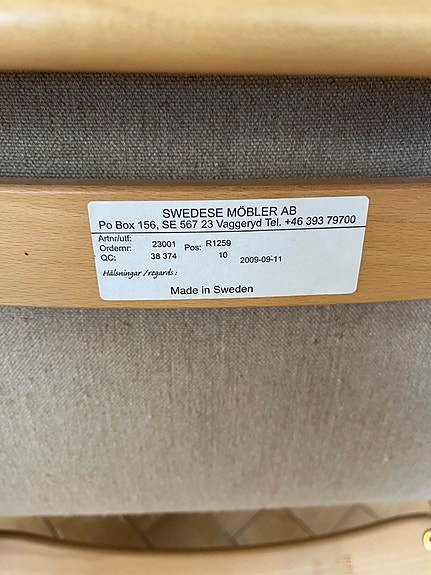 SWEDESE MÖBLER AB
Po Box 156, SE 567 23 Vaggeryd Tel. +46 393 79700
Artnr/utf: 23001 Pos: R1259
Ordernr: 38 374 10 2009-09-11
QC:
Hälsningar /regards:
Made in Sweden